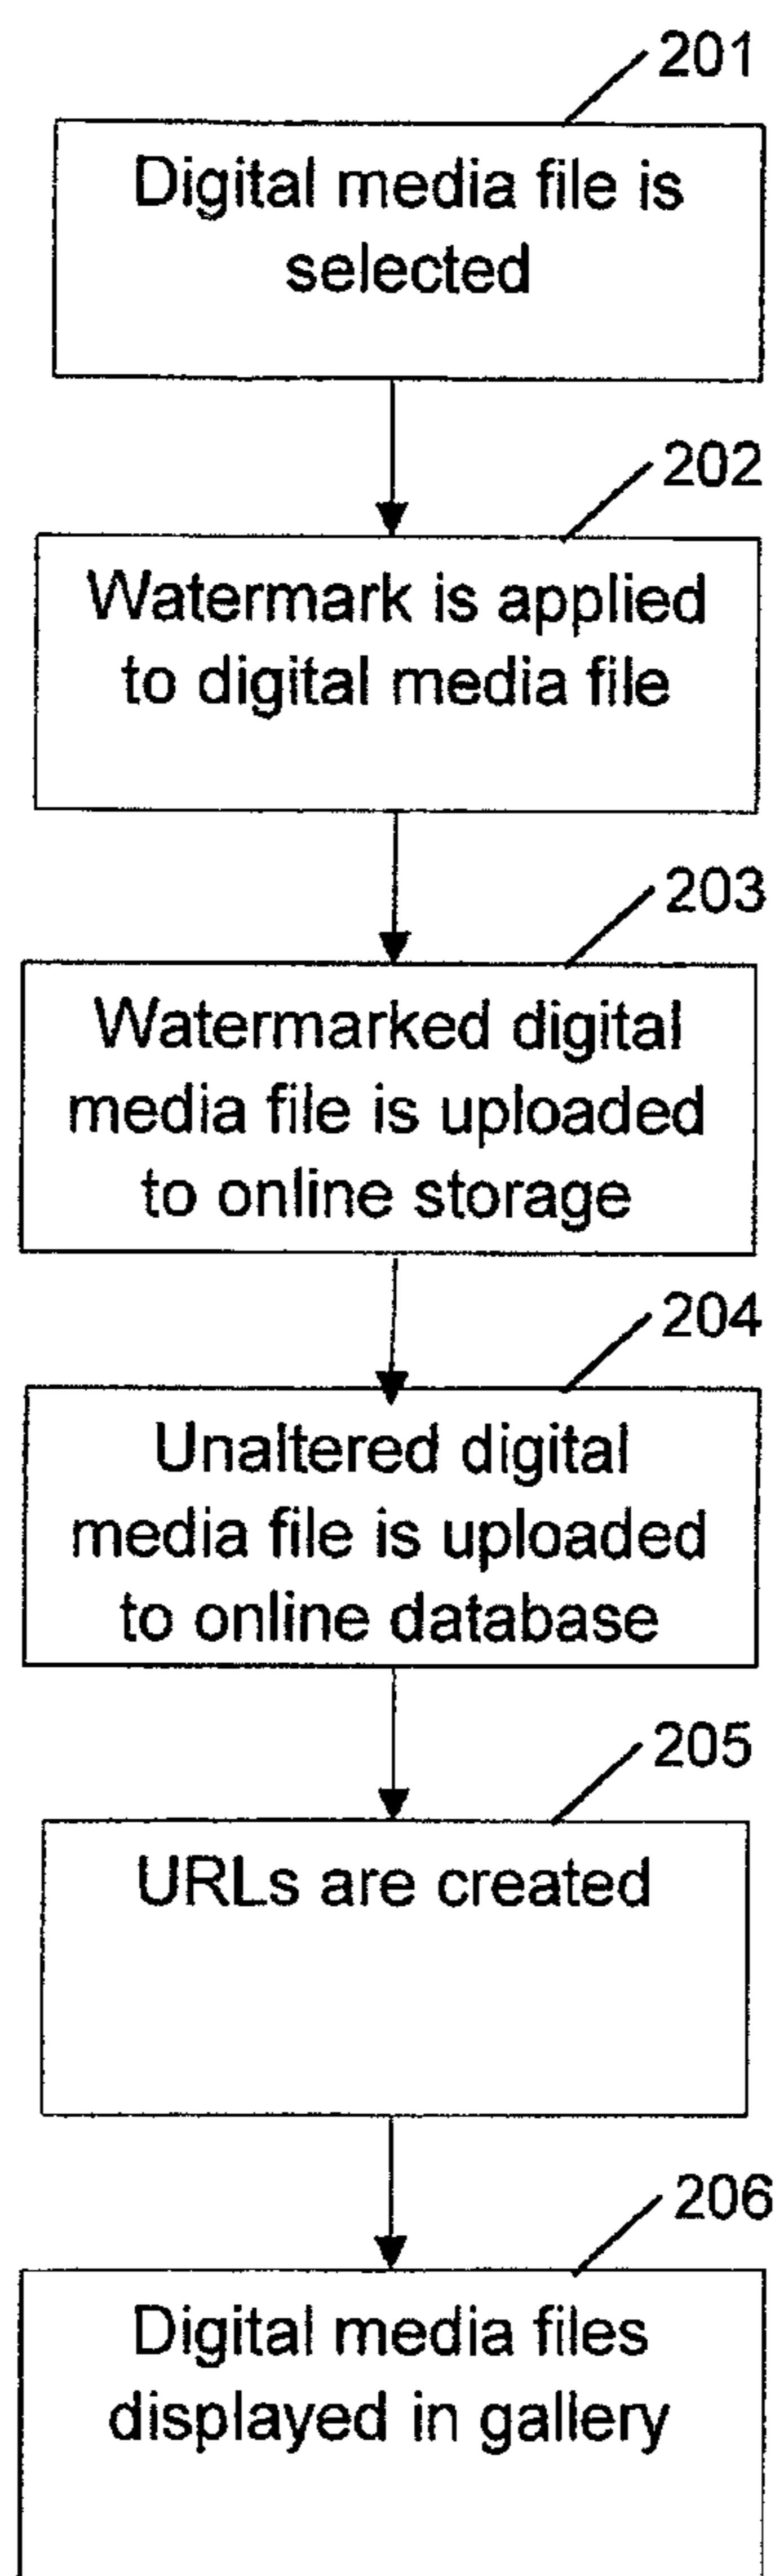 201
Digital media file is
selected
202
Watermark is applied
to digital media file
203
Watermarked digital
media file is uploaded
to online storage
204
Unaltered digital
media file is uploaded
to online database
205
URLs are created
206
Digital media files
displayed in gallery